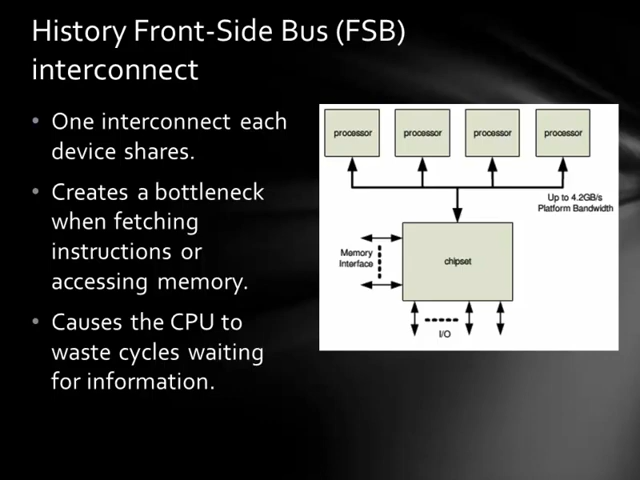 History Front-Side Bus (FSB)
interconnect
• One interconnect each
device shares.
• Creates a bottleneck
when fetching
instructions or
accessing memory.
• Causes the CPU to
waste cycles waiting
for information.
processor
processor
processor
processor
Up to 4.2GB/s
Platform Bandwidth
Memory
Interface
chipset
I/O